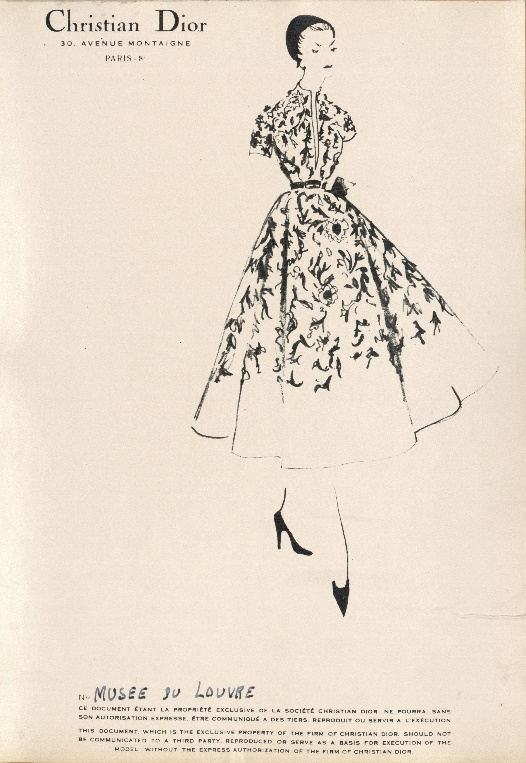 Christian Dior
30, AVENUE MONTAIGNE
PARIS-8e
No MUSEE DU LOUVRE
CE DOCUMENT ÉTANT LA PROPRIÉTÉ EXCLUSIVE DE LA SOCIÉTÉ CHRISTIAN DIOR, NE POURRA, SANS
SON AUTORISATION EXPRESSE, ÊTRE COMMUNIQUÉ A DES TIERS, REPRODUIT OU SERVIR A L'EXÉCUTION
THIS DOCUMENT, WHICH IS THE EXCLUSIVE PROPERTY OF THE FIRM OF CHRISTIAN DIOR, SHOULD NOT
BE COMMUNICATED TO A THIRD PARTY, REPRODUCED, OR SERVE AS A BASIS FOR EXECUTION OF THE
MODEL, WITHOUT THE EXPRESS AUTHORIZATION OF THE FIRM OF CHRISTIAN DIOR.